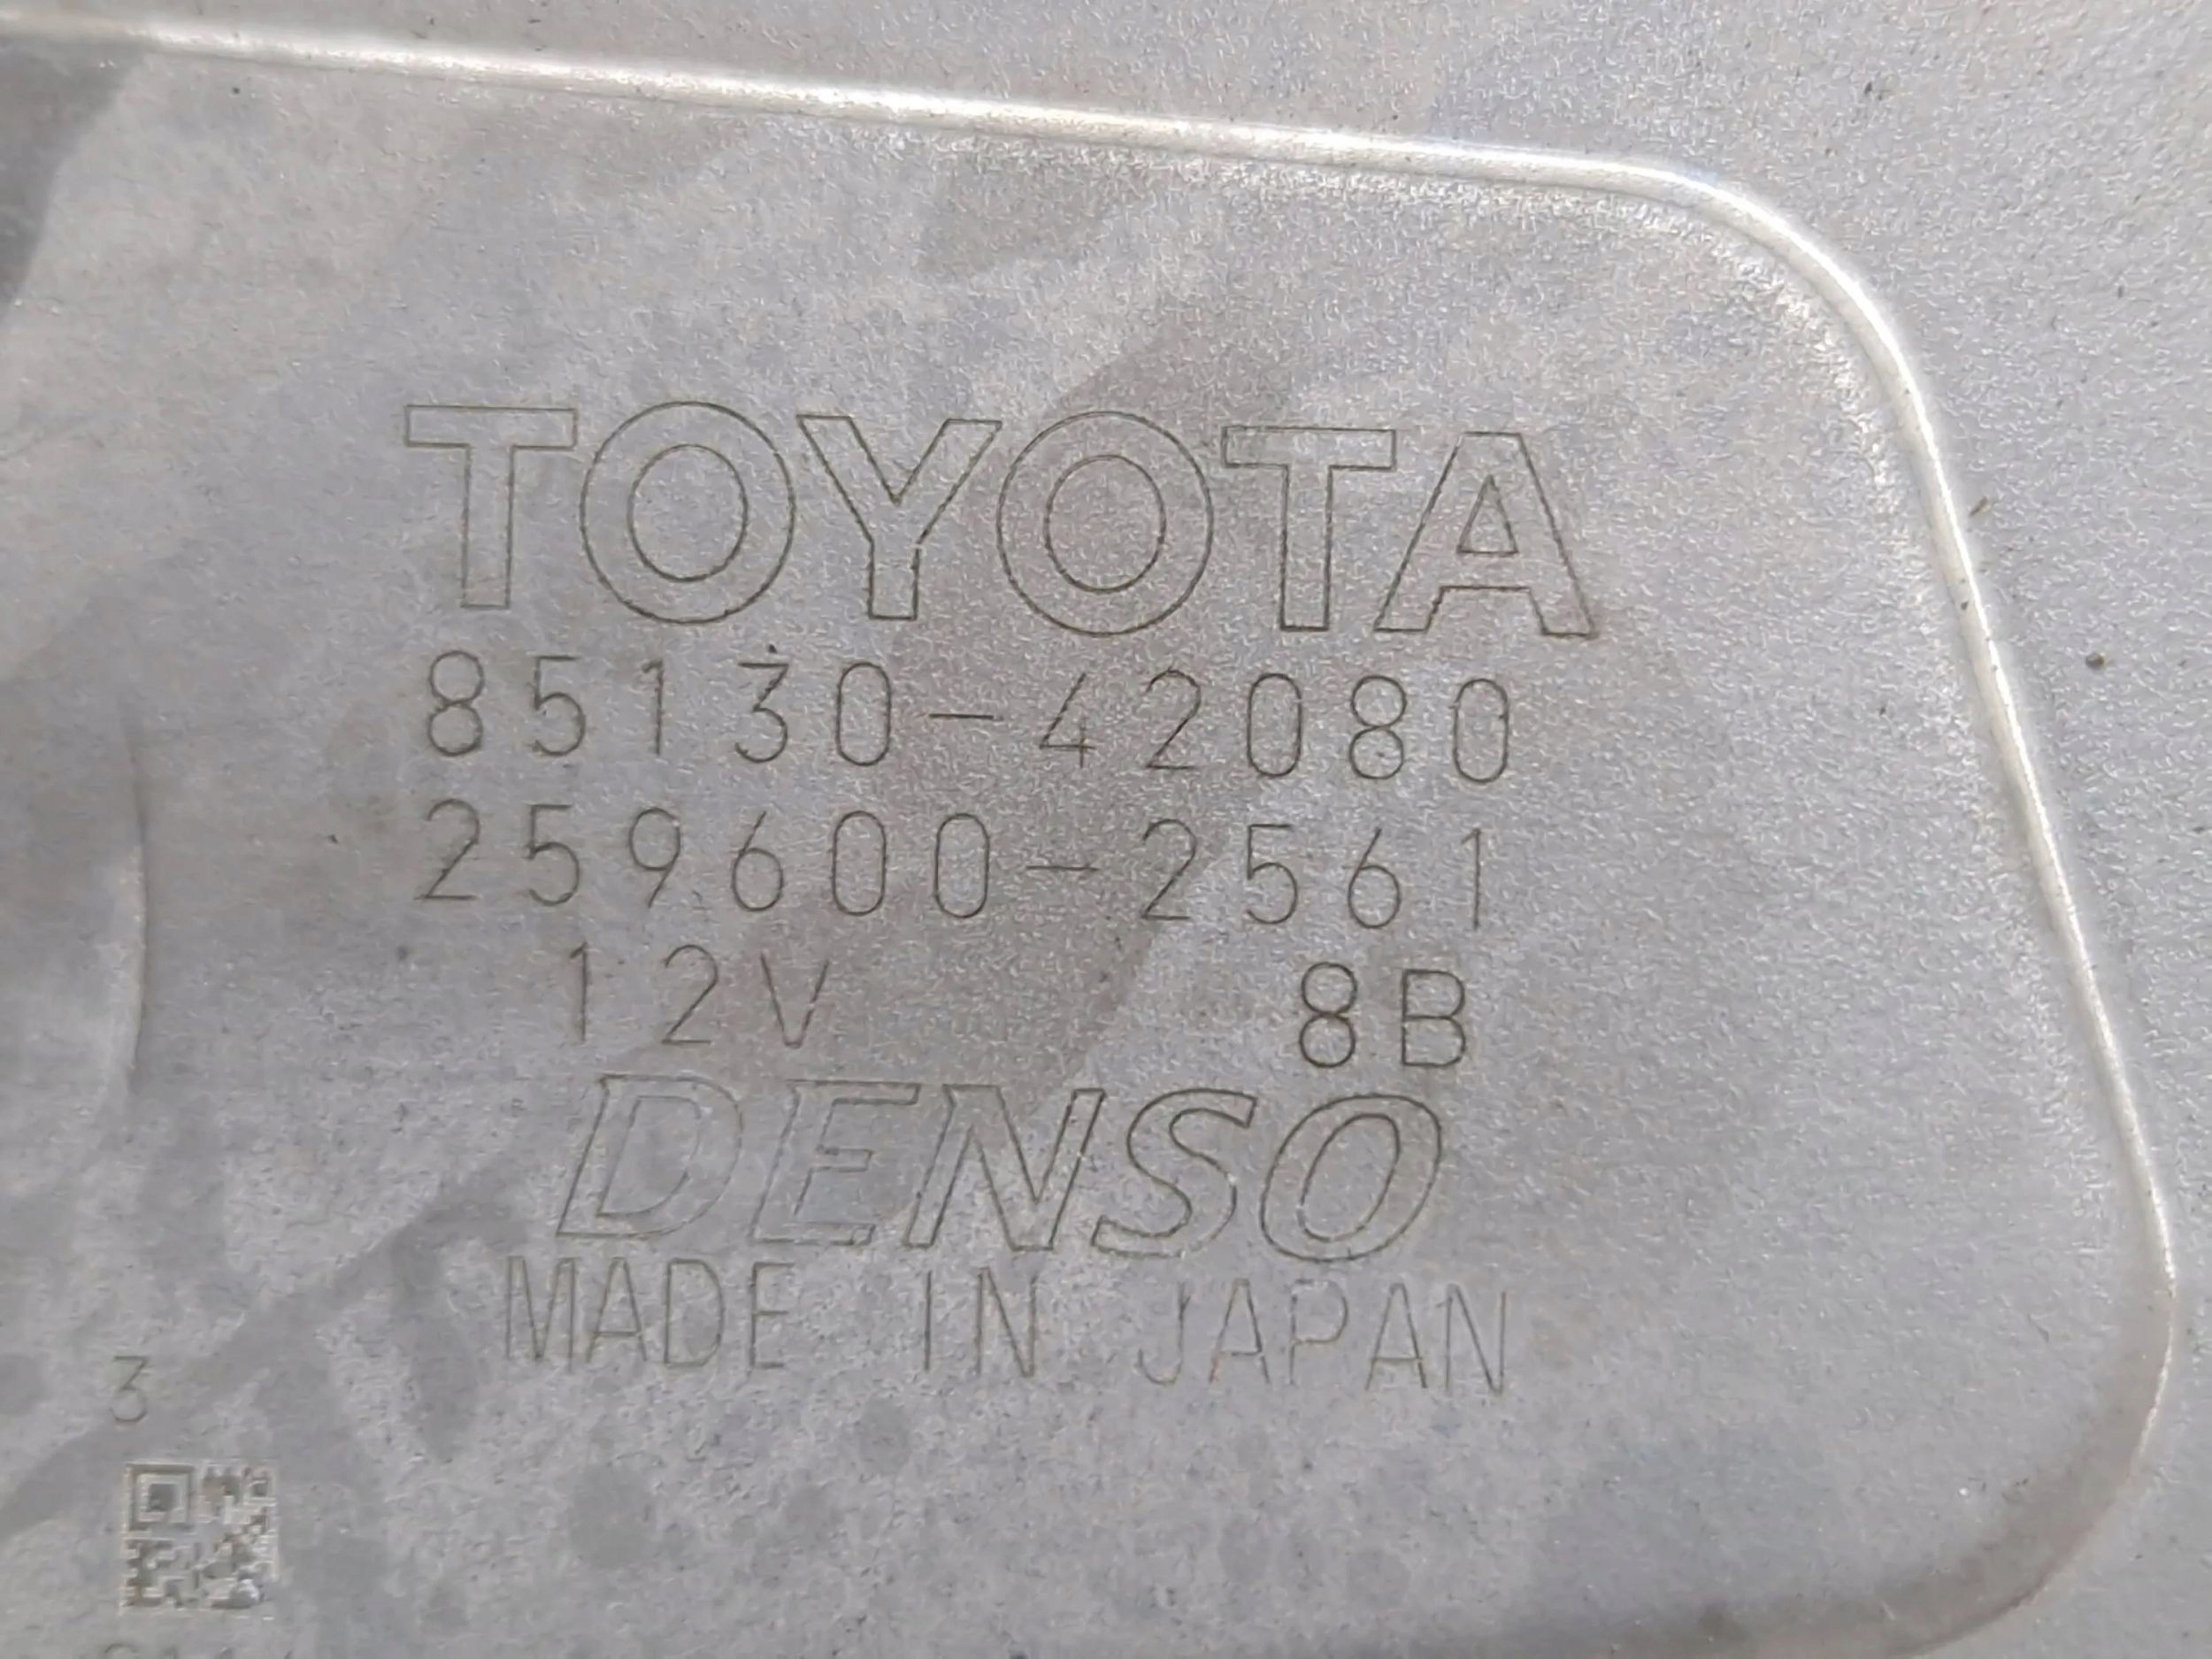 TOYOTA
85130-42080
259600-2561
12V 8B
DENSO
MADE IN JAPAN
3